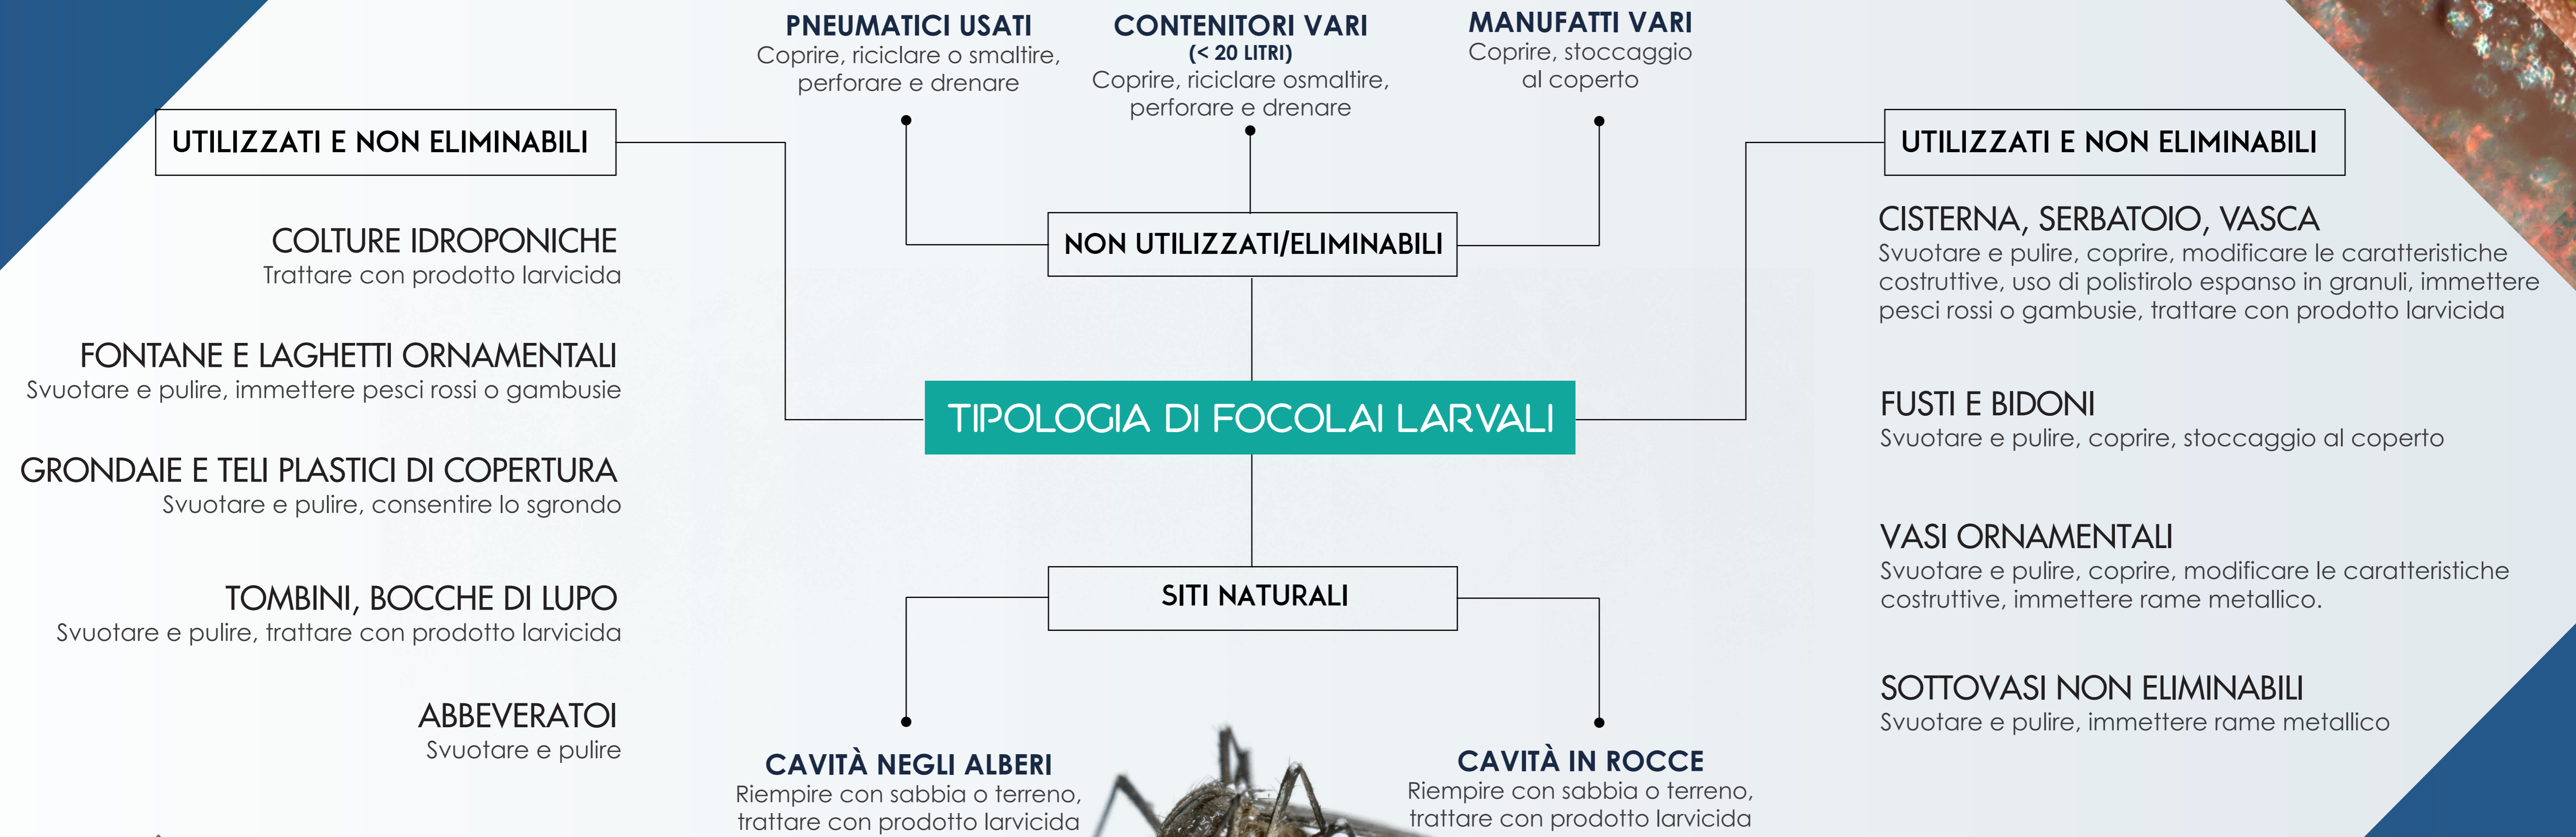 PNEUMATICI USATI
Coprire, riciclare o smaltire,
perforare e drenare
CONTENITORI VARI
(< 20 LITRI)
Coprire, riciclare osmaltire,
perforare e drenare
MANUFATTI VARI
Coprire, stoccaggio
al coperto
UTILIZZATI E NON ELIMINABILI
COLTURE IDROPONICHE
Trattare con prodotto larvicida
FONTANE E LAGHETTI ORNAMENTALI
Svuotare e pulire, immettere pesci rossi o gambusie
GRONDAIE E TELI PLASTICI DI COPERTURA
Svuotare e pulire, consentire lo sgrondo
TOMBINI, BOCCHE DI LUPO
Svuotare e pulire, trattare con prodotto larvicida
ABBEVERATOI
Svuotare e pulire
NON UTILIZZATI/ELIMINABILI
TIPOLOGIA DI FOCOLAI LARVALI
SITI NATURALI
CAVITÀ NEGLI ALBERI
Riempire con sabbia o terreno,
trattare con prodotto larvicida
CAVITÀ IN ROCCE
Riempire con sabbia o terreno,
trattare con prodotto larvicida
UTILIZZATI E NON ELIMINABILI
CISTERNA, SERBATOIO, VASCA
Svuotare e pulire, coprire, modificare le caratteristiche
costruttive, uso di polistirolo espanso in granuli, immettere
pesci rossi o gambusie, trattare con prodotto larvicida
FUSTI E BIDONI
Svuotare e pulire, coprire, stoccaggio al coperto
VASI ORNAMENTALI
Svuotare e pulire, coprire, modificare le caratteristiche
costruttive, immettere rame metallico.
SOTTOVASI NON ELIMINABILI
Svuotare e pulire, immettere rame metallico